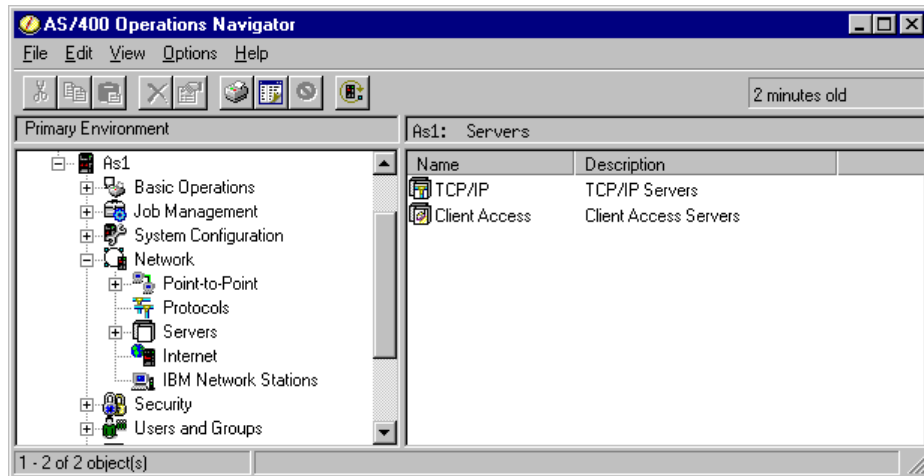 AS/400 Operations Navigator
File Edit View Options Help
2 minutes old
Primary Environment
As1: Servers
As1
Basic Operations
Job Management
System Configuration
Network
Point-to-Point
Protocols
Servers
Internet
IBM Network Stations
Security
Users and Groups
Name Description
TCP/IP TCP/IP Servers
Client Access Client Access Servers
1 - 2 of 2 object(s)